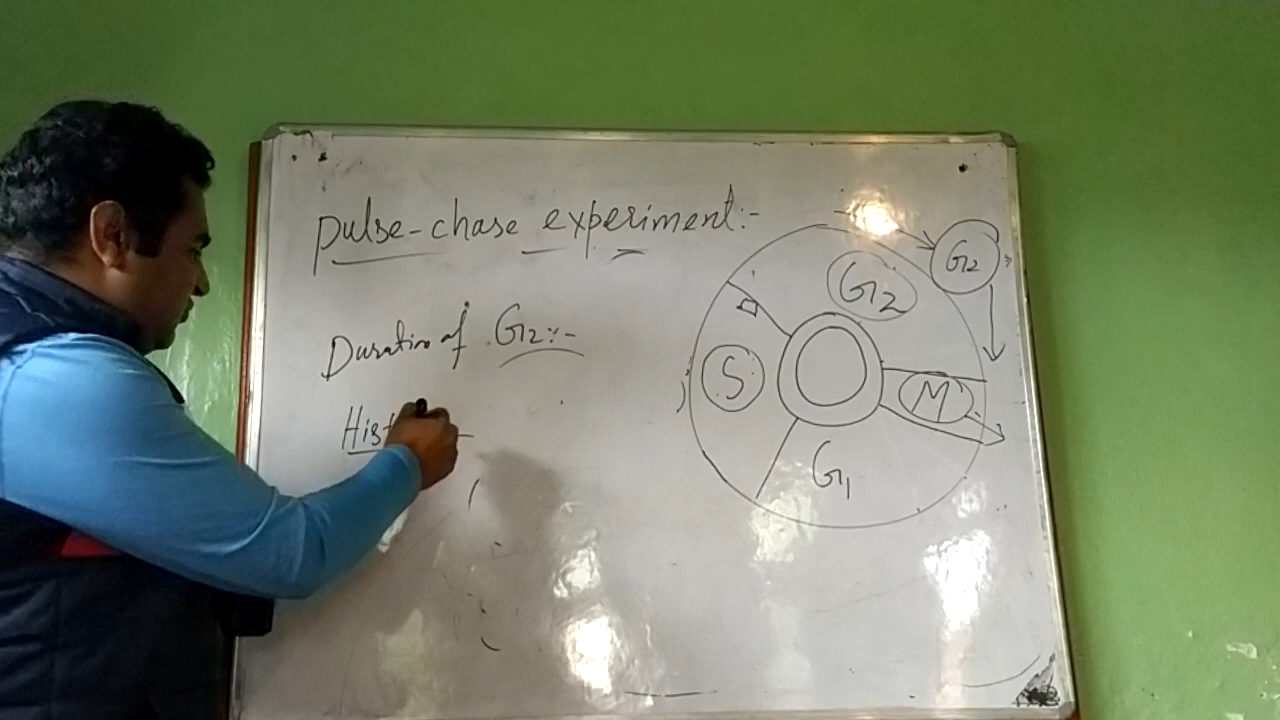 pulse-chase experiment:-
Duration of G2:-
G2
G2
S
M
G1